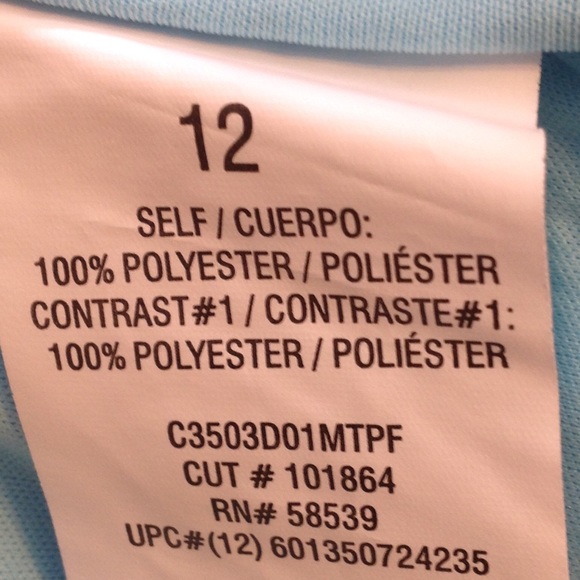 12
SELF / CUERPO:
100% POLYESTER / POLIÉSTER
CONTRAST#1 / CONTRASTE#1:
100% POLYESTER / POLIÉSTER
C3503D01MTPF
CUT # 101864
RN# 58539
UPC#(12) 601350724235